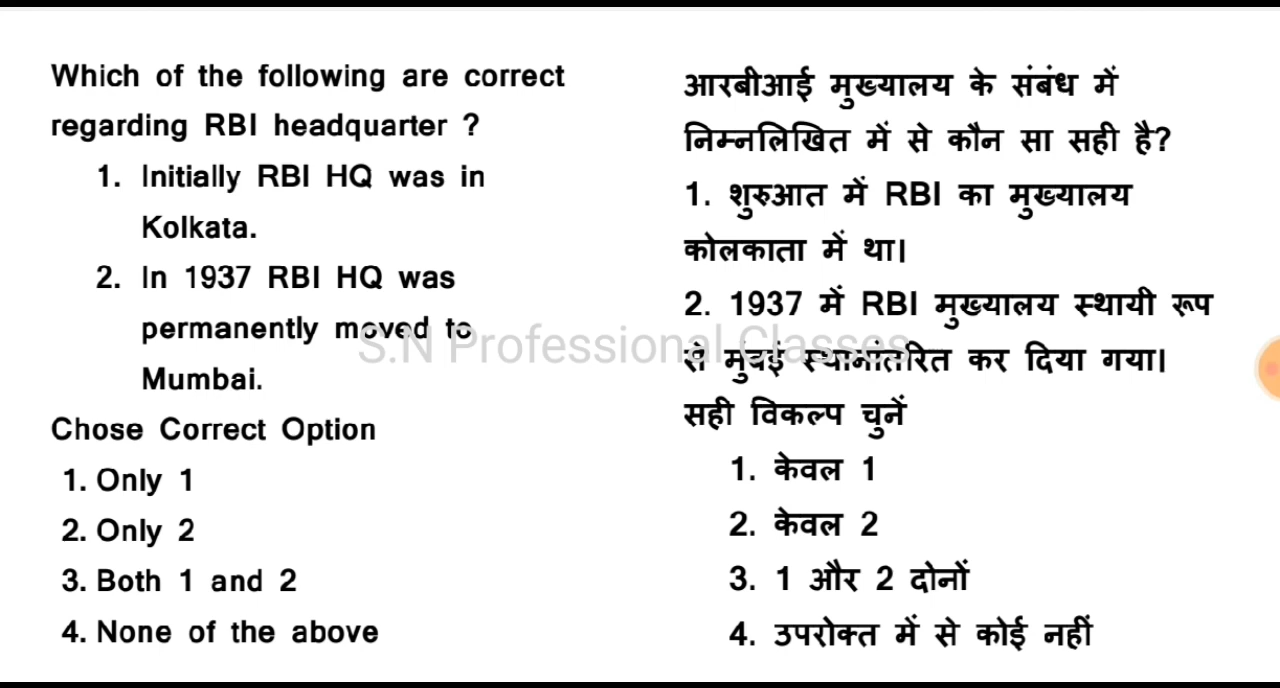 Which of the following are correct
regarding RBI headquarter ?
1. Initially RBI HQ was in
Kolkata.
2. In 1937 RBI HQ was
permanently moved to
Mumbai.
Chose Correct Option
1. Only 1
2. Only 2
3. Both 1 and 2
4. None of the above
आरबीआई मुख्यालय के संबंध में
निम्नलिखित में से कौन सा सही है?
1. शुरुआत में RBI का मुख्यालय
कोलकाता में था।
2. 1937 में RBI मुख्यालय स्थायी रूप
से मुंबई स्थानांतरित कर दिया गया।
सही विकल्प चुनें
1. केवल 1
2. केवल 2
3. 1 और 2 दोनों
4. उपरोक्त में से कोई नहीं
S.N Professional Classes